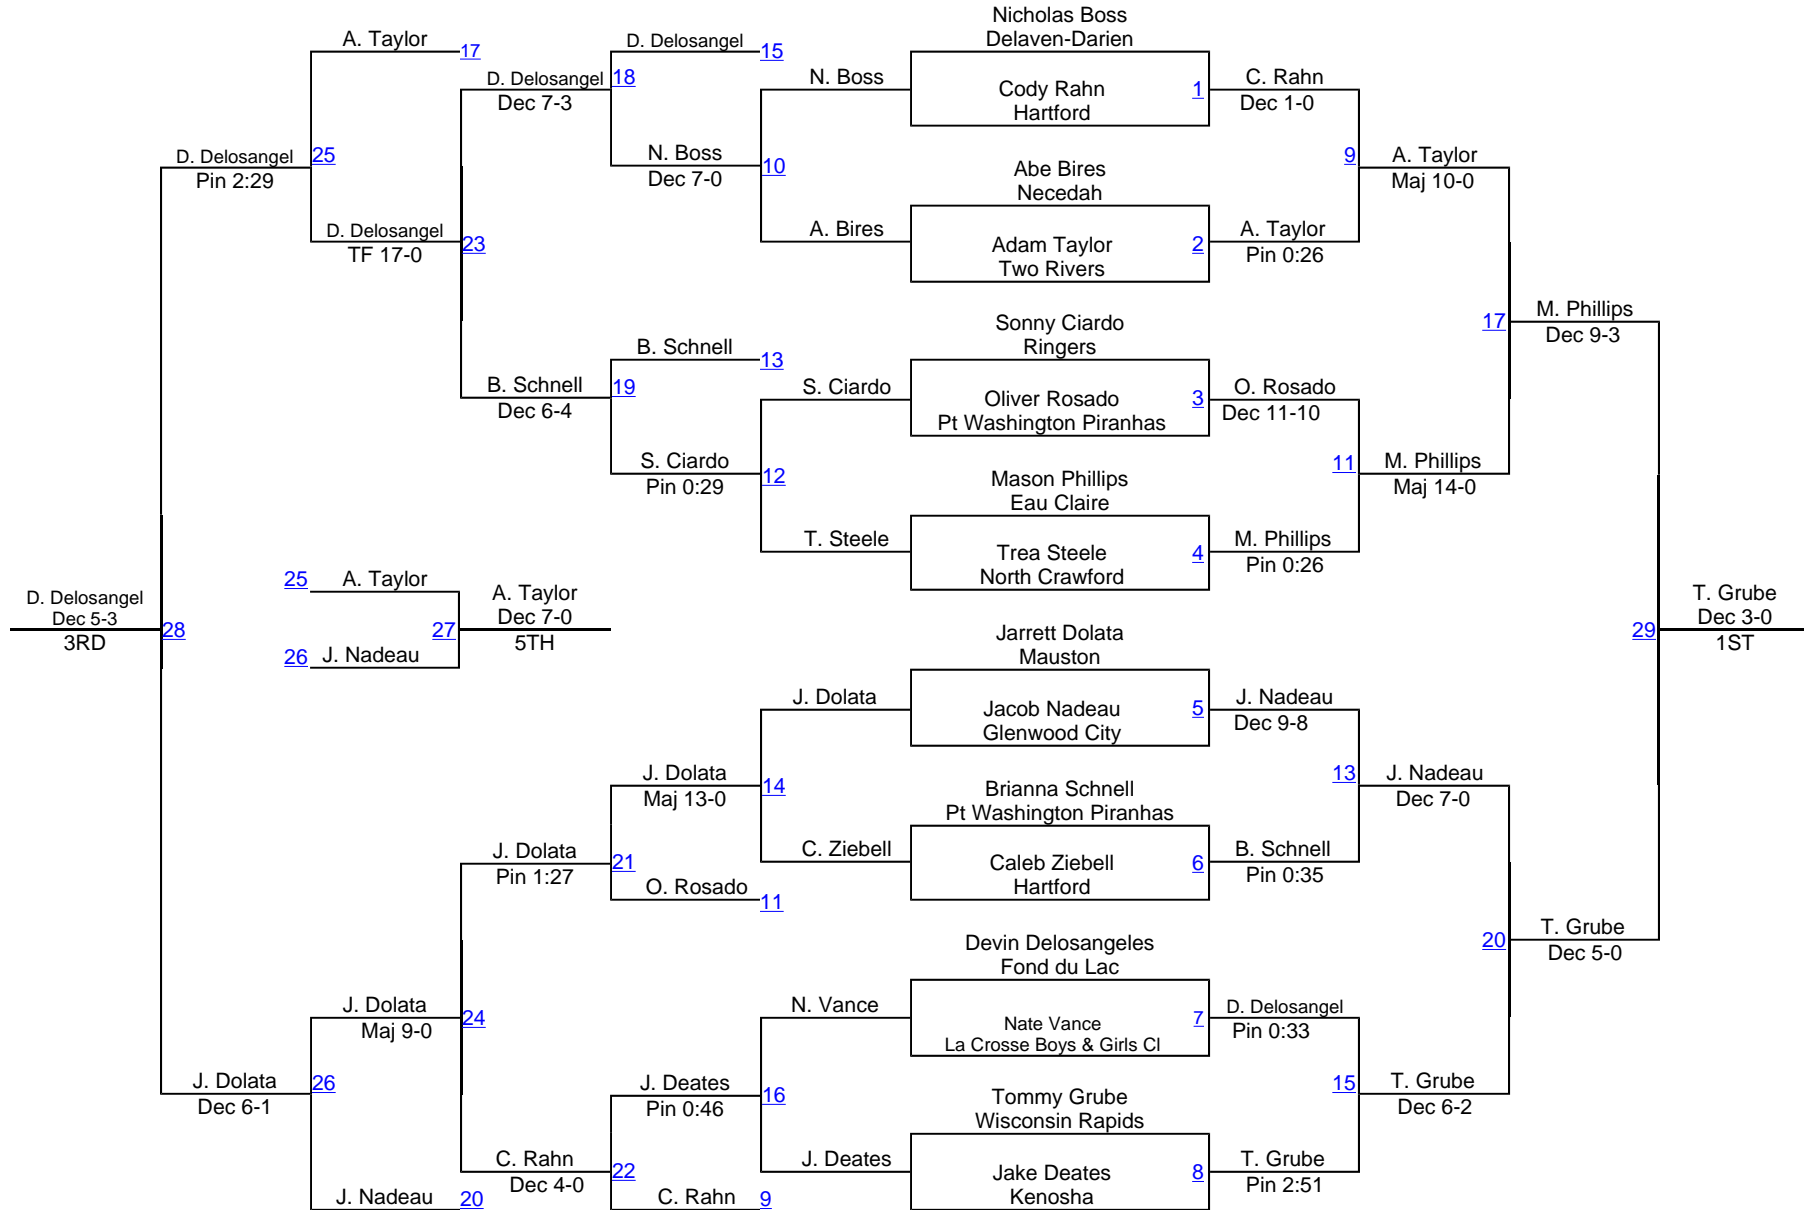 Nicholas Boss
Delaven-Darien
A. Taylor
17
D. Delosangel
15
D. Delosangel
18
Dec 7-3
N. Boss
Cody Rahn
1
Hartford
C. Rahn
Dec 1-0
D. Delosangel
25
Pin 2:29
N. Boss
10
Dec 7-0
Abe Bires
Necedah
9
A. Taylor
Maj 10-0
D. Delosangel
23
TF 17-0
A. Bires
Adam Taylor
2
Two Rivers
A. Taylor
Pin 0:26
Sonny Ciardo
Ringers
17
M. Phillips
Dec 9-3
B. Schnell
13
B. Schnell
19
Dec 6-4
S. Ciardo
Oliver Rosado
3
Pt Washington Piranhas
O. Rosado
Dec 11-10
S. Ciardo
12
Pin 0:29
Mason Phillips
Eau Claire
11
M. Phillips
Maj 14-0
T. Steele
Trea Steele
4
North Crawford
M. Phillips
Pin 0:26
25
A. Taylor
A. Taylor
Dec 7-0
27
5TH
26
J. Nadeau
D. Delosangel
Dec 5-3
28
3RD
T. Grube
Dec 3-0
29
1ST
Jarrett Dolata
Mauston
J. Dolata
Jacob Nadeau
5
Glenwood City
J. Nadeau
Dec 9-8
J. Dolata
14
Maj 13-0
Brianna Schnell
Pt Washington Piranhas
13
J. Nadeau
Dec 7-0
J. Dolata
21
Pin 1:27
C. Ziebell
Caleb Ziebell
6
Hartford
B. Schnell
Pin 0:35
O. Rosado
11
Devin Delosangeles
Fond du Lac
20
T. Grube
Dec 5-0
J. Dolata
24
Maj 9-0
N. Vance
Nate Vance
7
La Crosse Boys & Girls Cl
D. Delosangel
Pin 0:33
J. Dolata
26
Dec 6-1
J. Deates
16
Pin 0:46
Tommy Grube
Wisconsin Rapids
15
T. Grube
Dec 6-2
C. Rahn
22
Dec 4-0
J. Deates
Jake Deates
8
Kenosha
T. Grube
Pin 2:51
J. Nadeau
20
C. Rahn
9